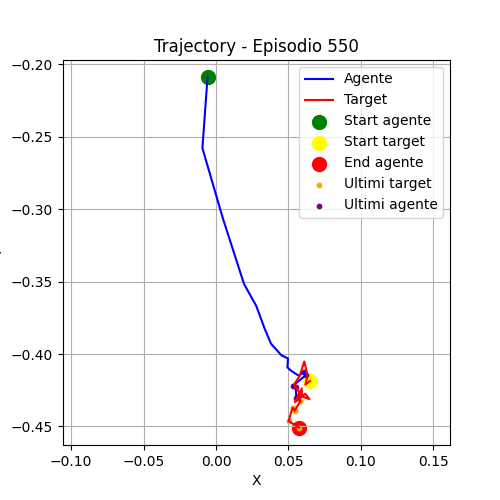 Trajectory - Episodio 550
−0.20
−0.25
−0.30
−0.35
−0.40
−0.45
Agente
Target
Start agente
Start target
End agente
Ultimi target
Ultimi agente
−0.10
−0.05
0.00
0.05
0.10
0.15
X